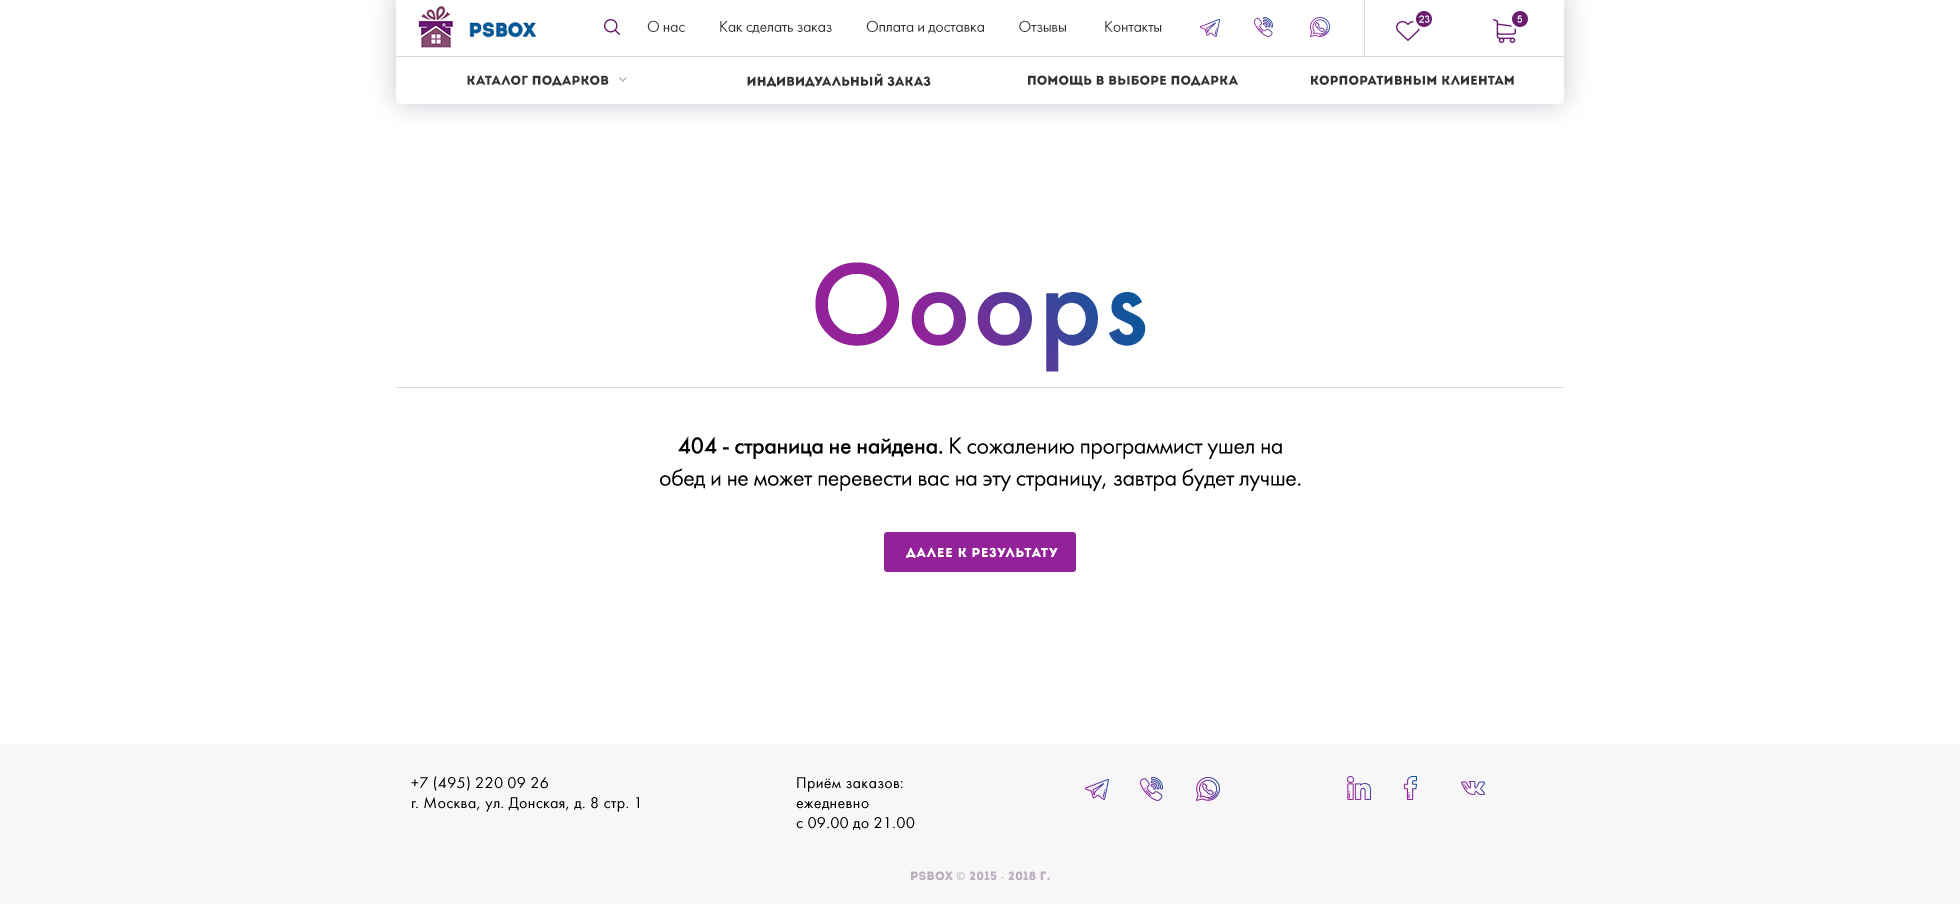 PSBOX
О нас
Как сделать заказ
Оплата и доставка
Отзывы
Контакты
23
5
КАТАЛОГ ПОДАРКОВ
ИНДИВИДУАЛЬНЫЙ ЗАКАЗ
ПОМОЩЬ В ВЫБОРЕ ПОДАРКА
КОРПОРАТИВНЫМ КЛИЕНТАМ
Ooops
404 - страница не найдена. К сожалению программист ушел на
обед и не может перевести вас на эту страницу, завтра будет лучше.
ДАЛЕЕ К РЕЗУЛЬТАТУ
+7 (495) 220 09 26
г. Москва, ул. Донская, д. 8 стр. 1
Приём заказов:
ежедневно
с 09.00 до 21.00
PSBOX © 2015 - 2018 Г.